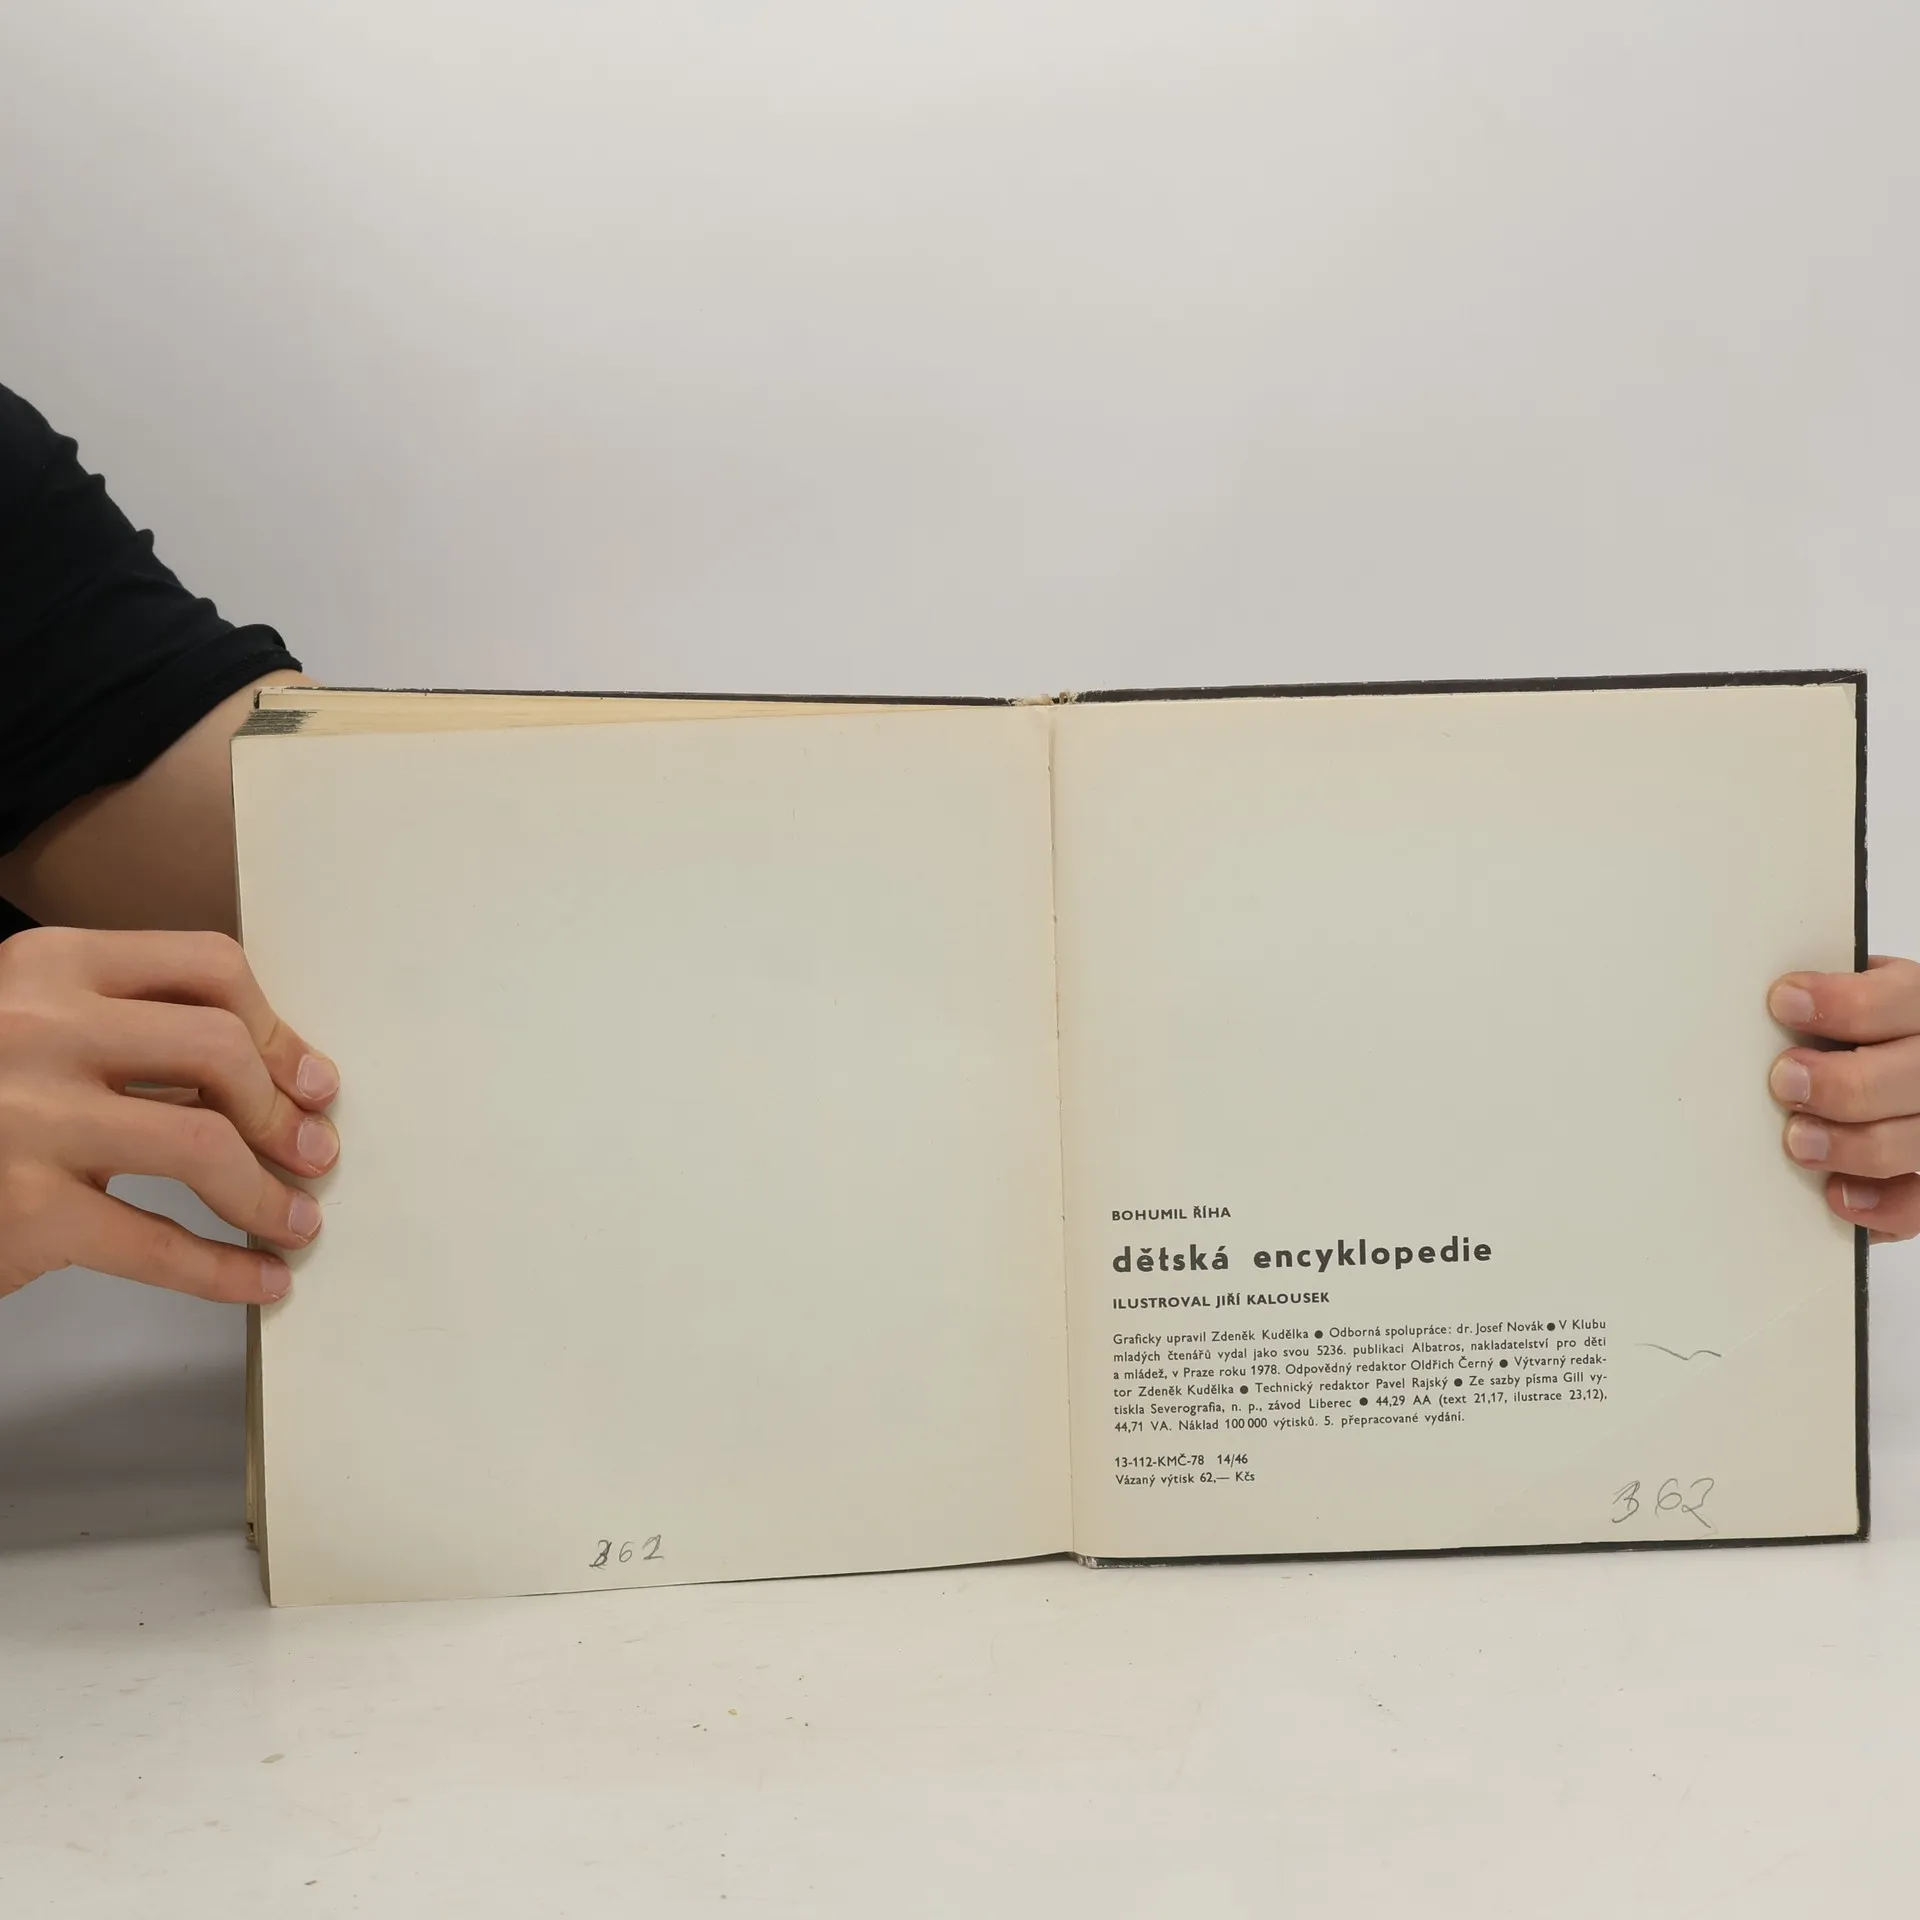 BOHUMIL ŘÍHA
dětská encyklopedie
ILUSTROVAL JIŘÍ KALOUSEK
Graficky upravil Zdeněk Kudělka ● Odborná spolupráce: dr. Josef Novák ● V Klubu
mladých čtenářů vydal jako svou 5236. publikaci Albatros, nakladatelství pro děti
a mládež, v Praze roku 1978. Odpovědný redaktor Oldřich Černý ● Výtvarný redak-
tor Zdeněk Kudělka ● Technický redaktor Pavel Rajský ● Ze sazby písma Gill vy-
tiskla Severografia, n. p., závod Liberec ● 44,29 AA (text 21,17, ilustrace 23,12),
44,71 VA. Náklad 100 000 výtisků. 5. přepracované vydání.
13-112-KMČ-78 14/46
Vázaný výtisk 62,— Kčs
362